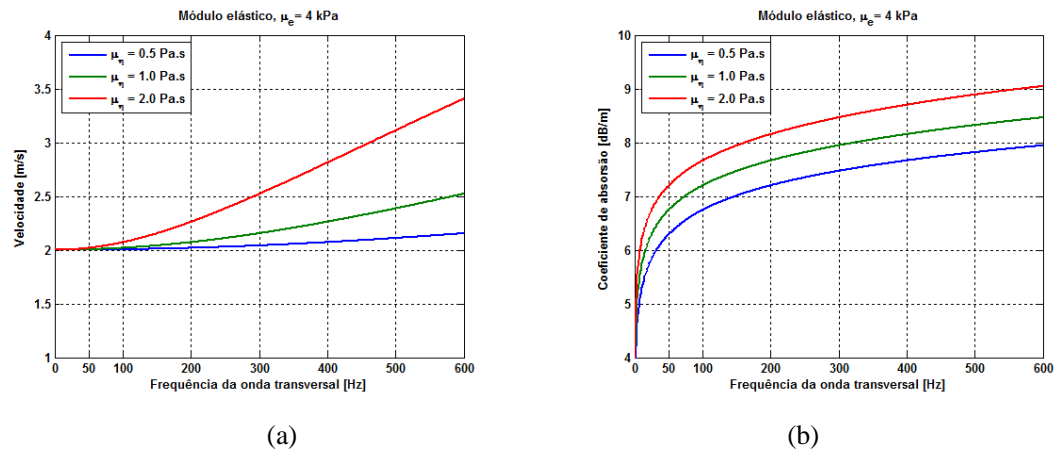 Módulo elástico, μe= 4 kPa
4
3.5
3
2.5
2
1.5
1
Velocidade [m/s]
μη = 0.5 Pa.s
μη = 1.0 Pa.s
μη = 2.0 Pa.s
0 50 100 200 300 400 500 600
Frequência da onda transversal [Hz]
(a)
Módulo elástico, μe= 4 kPa
10
9
8
7
6
5
4
Coeficiente de absorsão [dB/m]
μη = 0.5 Pa.s
μη = 1.0 Pa.s
μη = 2.0 Pa.s
0 50 100 200 300 400 500 600
Frequência da onda transversal [Hz]
(b)